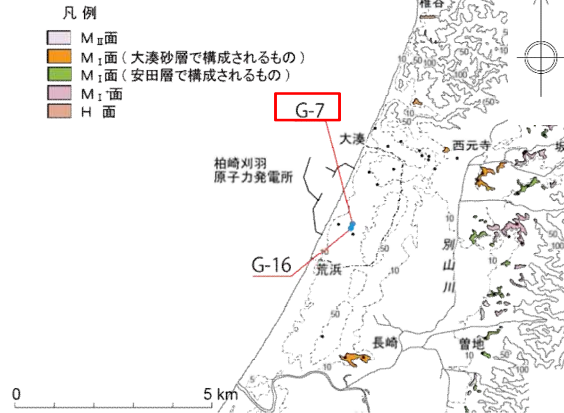 凡 例
MⅡ面
MⅠ面（大湊砂層で構成されるもの）
MⅠ面（安田層で構成されるもの）
MⅠ-面
H 面
椎谷
G-7
大湊
西元寺
坂
柏崎刈羽
原子力発電所
別山川
G-16
荒浜
長崎
曽地
0
5 km